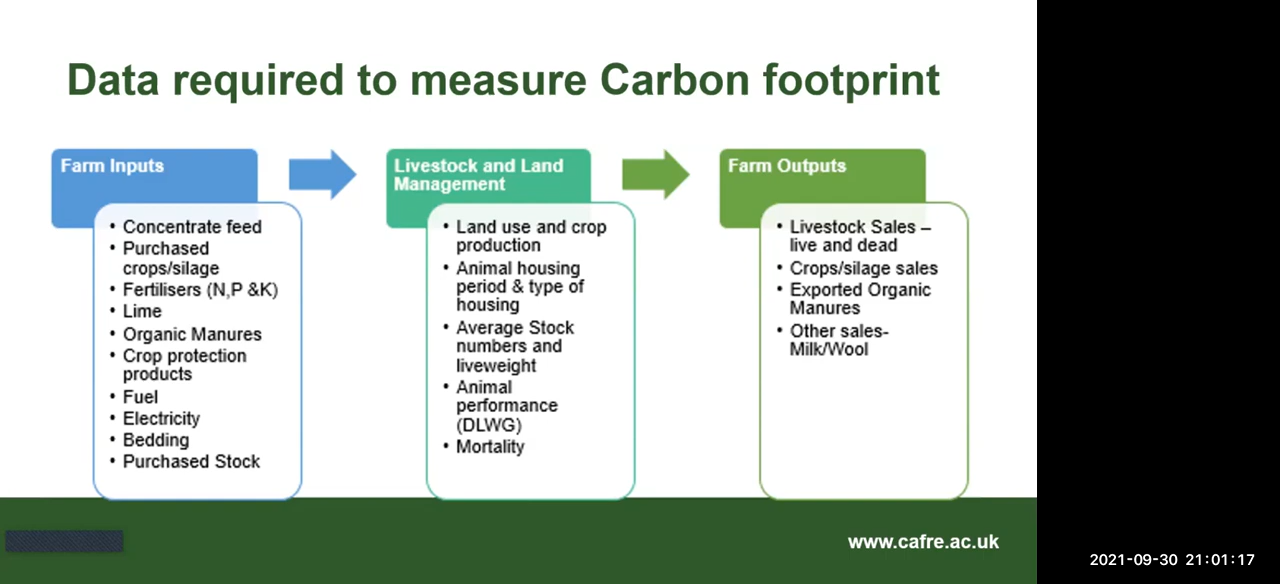 Data required to measure Carbon footprint
Farm Inputs
• Concentrate feed
• Purchased
crops/silage
• Fertilisers (N,P &K)
• Lime
• Organic Manures
• Crop protection
products
• Fuel
• Electricity
• Bedding
• Purchased Stock
Livestock and Land
Management
• Land use and crop
production
• Animal housing
period & type of
housing
• Average Stock
numbers and
liveweight
• Animal
performance
(DLWG)
• Mortality
Farm Outputs
• Livestock Sales –
live and dead
• Crops/silage sales
• Exported Organic
Manures
• Other sales-
Milk/Wool
www.cafre.ac.uk
2021-09-30 21:01:17